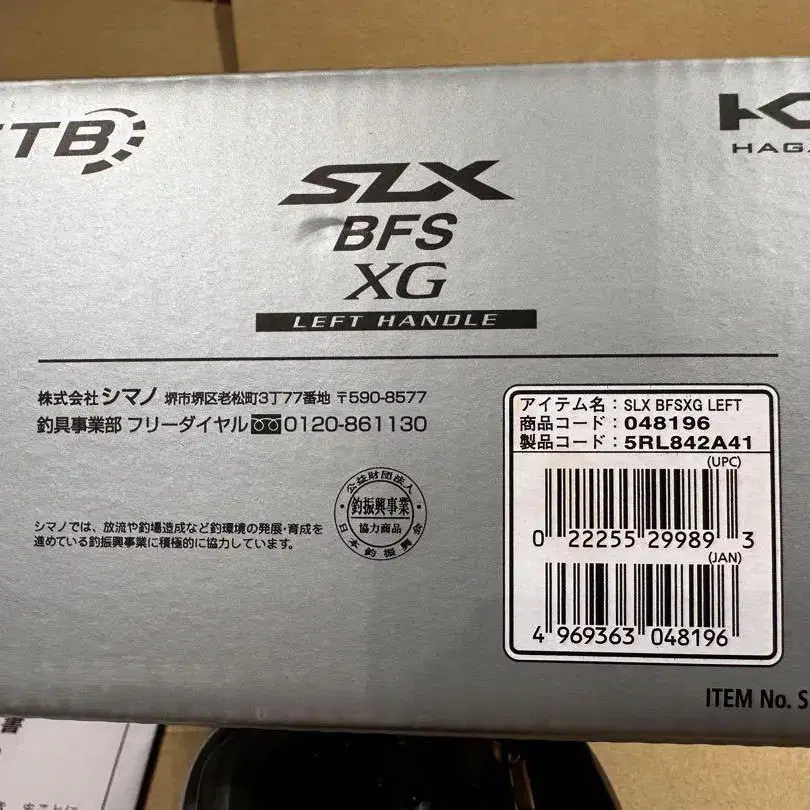 FTB
HAGA
SLX
BFS
XG
LEFT HANDLE
株式会社シマノ 堺市堺区老松町3丁77番地 〒590-8577
釣具事業部 フリーダイヤル 0120-861130
シマノでは、放流や釣場造成など釣環境の発展・育成を
進めている釣振興事業に積極的に協力しています。
公益財団法人
釣振興事業
協力商品
日本釣振興会
アイテム名：SLX BFSXG LEFT
商品コード：048196
製品コード：5RL842A41
(UPC)
0 22255 29989 3
(JAN)
4 969363 048196
ITEM No. S
書